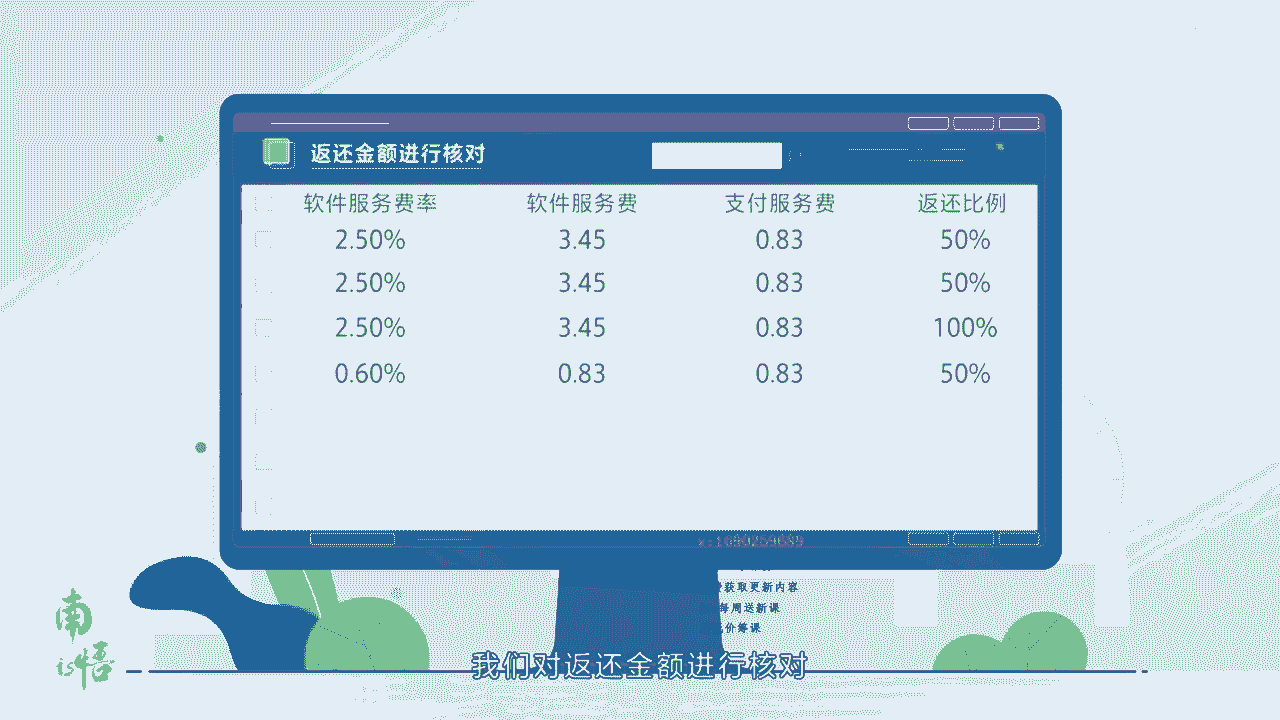 返还金额进行核对
软件服务费率 软件服务费 支付服务费 返还比例
2.50% 3.45 0.83 50%
2.50% 3.45 0.83 50%
2.50% 3.45 0.83 100%
0.60% 0.83 0.83 50%
获取更新内容
每周送新课
价筹课
南
悟
我们对返还金额进行核对